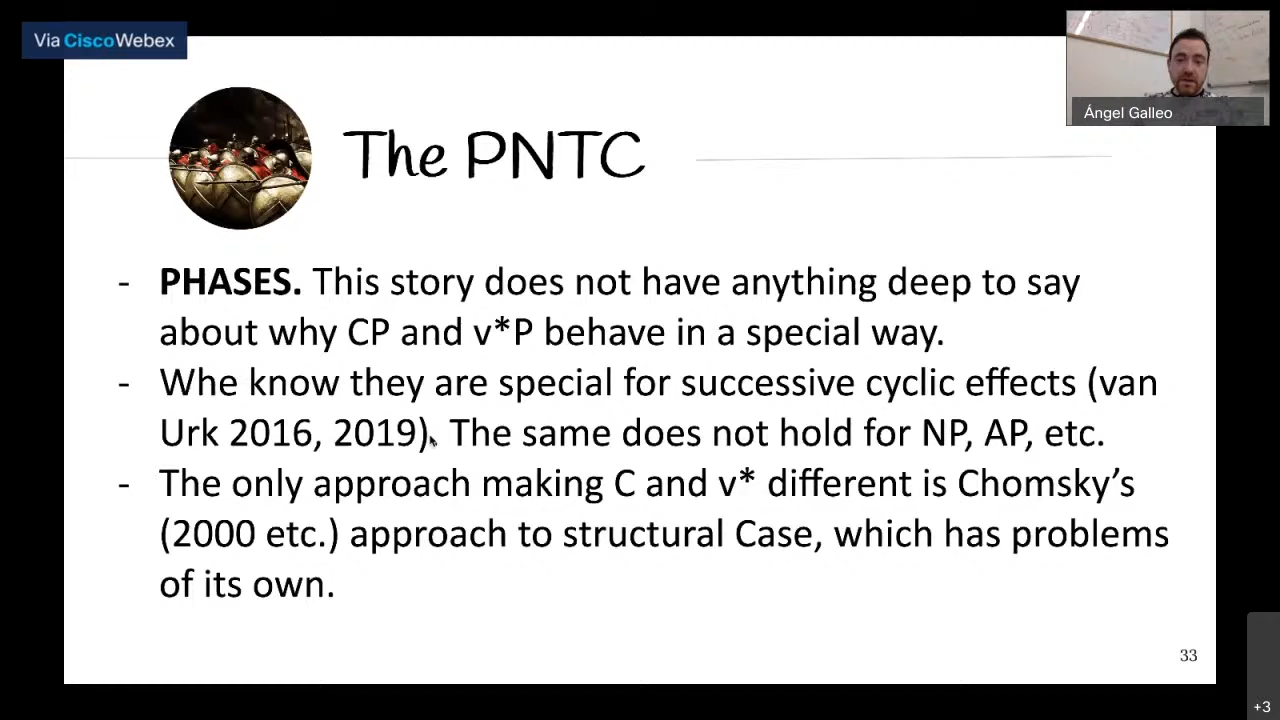 Via CiscoWebex
Ángel Galleo
The PNTC
- PHASES. This story does not have anything deep to say
about why CP and v*P behave in a special way.
- Whe know they are special for successive cyclic effects (van
Urk 2016, 2019). The same does not hold for NP, AP, etc.
- The only approach making C and v* different is Chomsky’s
(2000 etc.) approach to structural Case, which has problems
of its own.
33
+3